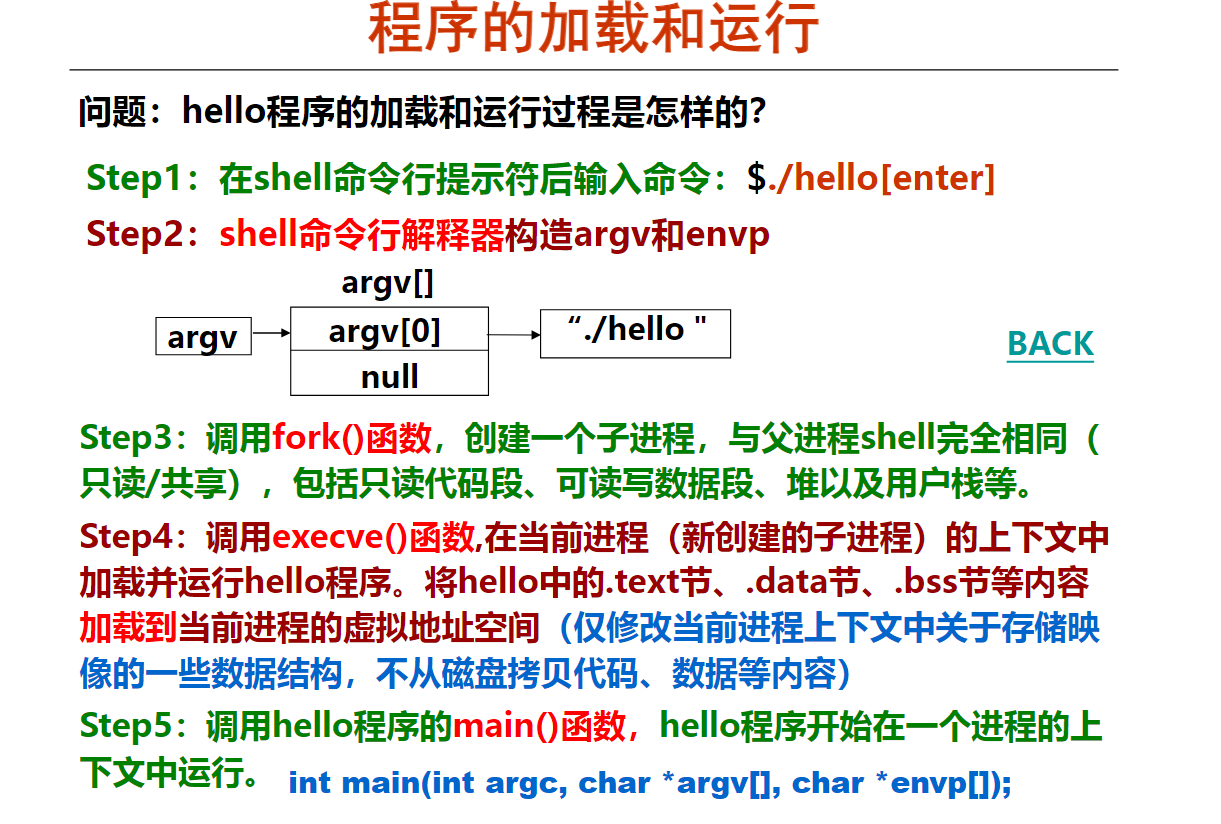 程序的加载和运行
问题：hello程序的加载和运行过程是怎样的？
Step1：在shell命令行提示符后输入命令：$./hello[enter]
Step2：shell命令行解释器构造argv和envp
argv[]
argv
argv[0]
“./hello "
null
BACK
Step3：调用fork()函数，创建一个子进程，与父进程shell完全相同（
只读/共享），包括只读代码段、可读写数据段、堆以及用户栈等。
Step4：调用execve()函数,在当前进程（新创建的子进程）的上下文中
加载并运行hello程序。将hello中的.text节、.data节、.bss节等内容
加载到当前进程的虚拟地址空间（仅修改当前进程上下文中关于存储映
像的一些数据结构，不从磁盘拷贝代码、数据等内容）
Step5：调用hello程序的main()函数，hello程序开始在一个进程的上
下文中运行。 int main(int argc, char *argv[], char *envp[]);